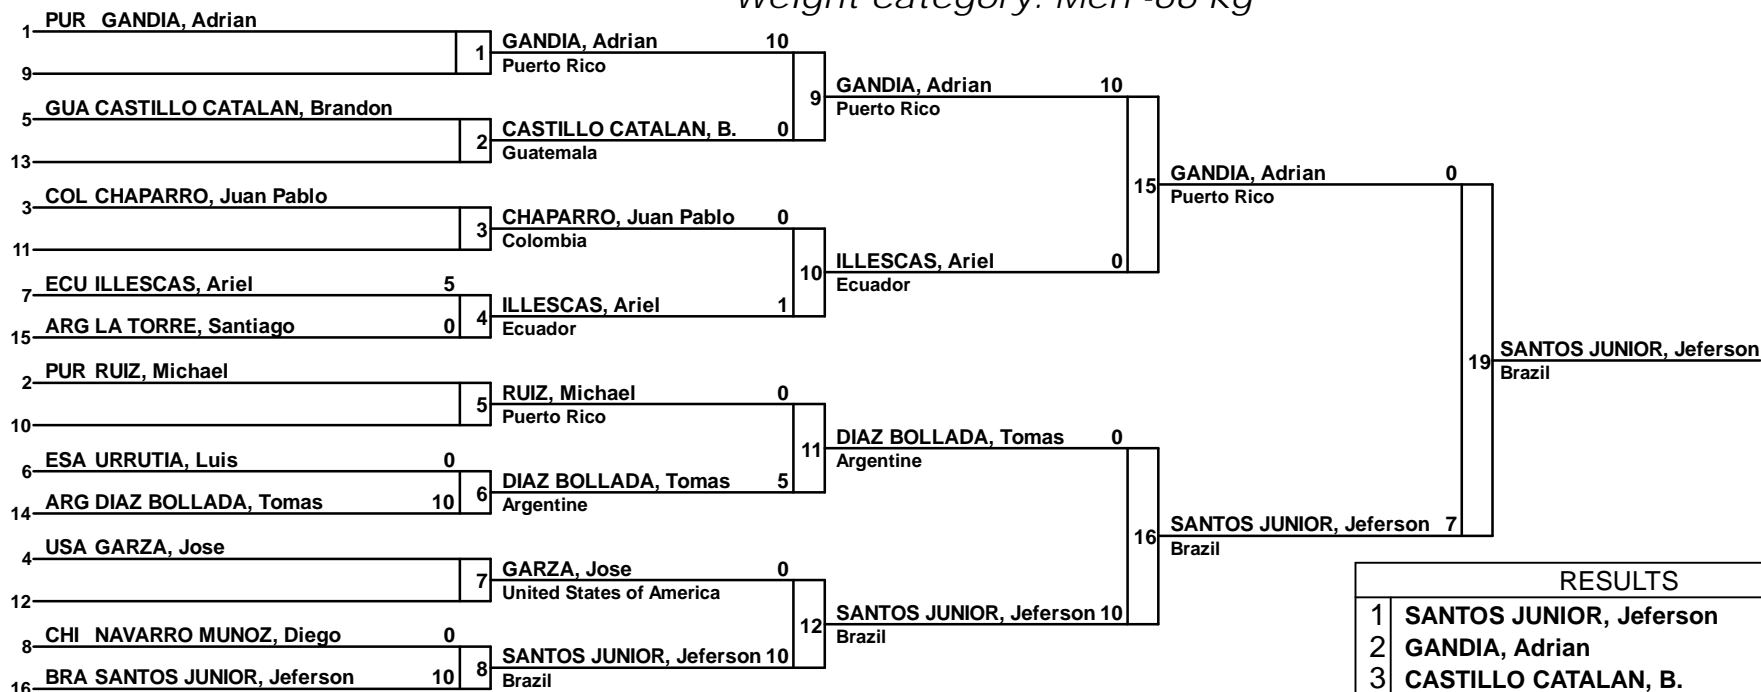 Weight category: Men -66 kg
1 PUR GANDIA, Adrian
9
1
5 GUA CASTILLO CATALAN, Brandon
13
2
3 COL CHAPARRO, Juan Pablo
11
3
7 ECU ILLESCAS, Ariel 5
15 ARG LA TORRE, Santiago 0
4
2 PUR RUIZ, Michael
10
5
6 ESA URRUTIA, Luis 0
14 ARG DIAZ BOLLADA, Tomas 10
6
4 USA GARZA, Jose
12
7
8 CHI NAVARRO MUNOZ, Diego 0
16 BRA SANTOS JUNIOR, Jeferson 10
8
GANDIA, Adrian 10
Puerto Rico
CASTILLO CATALAN, B. 0
Guatemala
9
CHAPARRO, Juan Pablo 0
Colombia
ILLESCAS, Ariel 1
Ecuador
10
RUIZ, Michael 0
Puerto Rico
DIAZ BOLLADA, Tomas 5
Argentine
11
GARZA, Jose 0
United States of America
SANTOS JUNIOR, Jeferson 10
Brazil
12
GANDIA, Adrian 10
Puerto Rico
ILLESCAS, Ariel 0
Ecuador
15
DIAZ BOLLADA, Tomas 0
Argentine
SANTOS JUNIOR, Jeferson 10
Brazil
16
GANDIA, Adrian 0
Puerto Rico
SANTOS JUNIOR, Jeferson 7
Brazil
19
SANTOS JUNIOR, Jeferson
Brazil
RESULTS
1 SANTOS JUNIOR, Jeferson
2 GANDIA, Adrian
3 CASTILLO CATALAN, B.